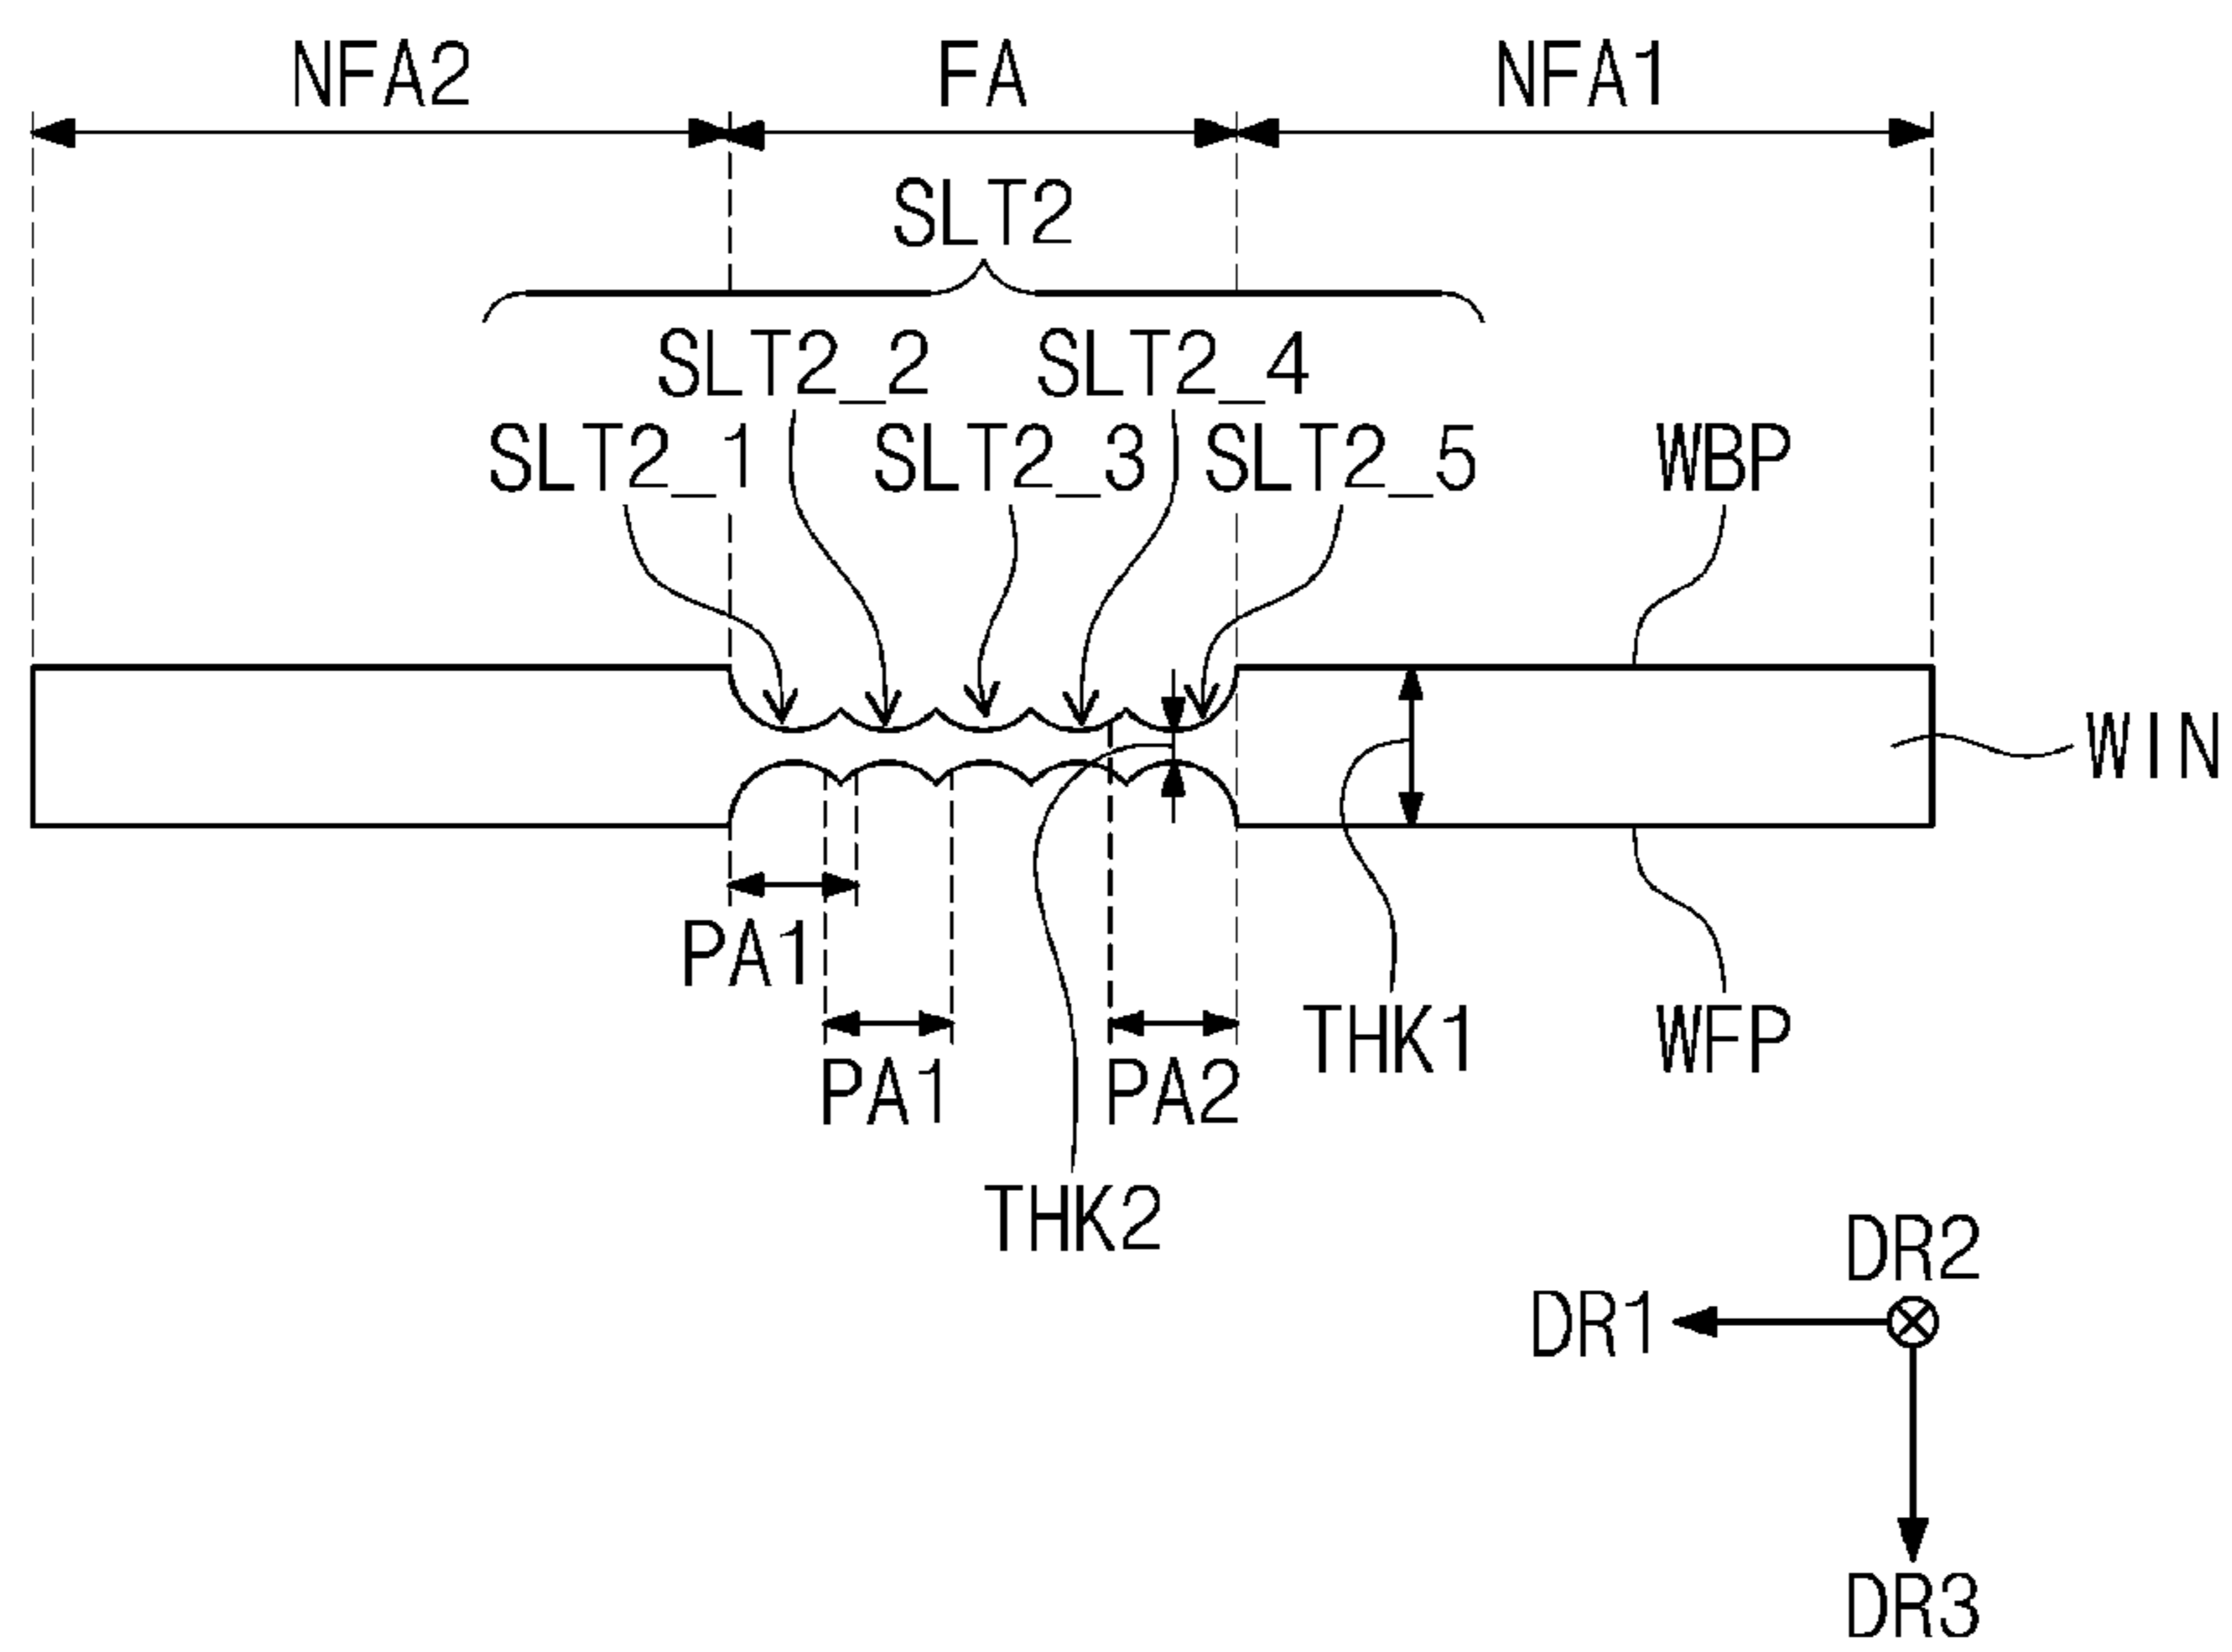 NFA2 FA NFA1
SLT2
SLT2_2 SLT2_4
SLT2_1 SLT2_3 SLT2_5 WBP
WIN
PA1
THK1 WFP
PA1 PA2
THK2
DR2
DR1
DR3